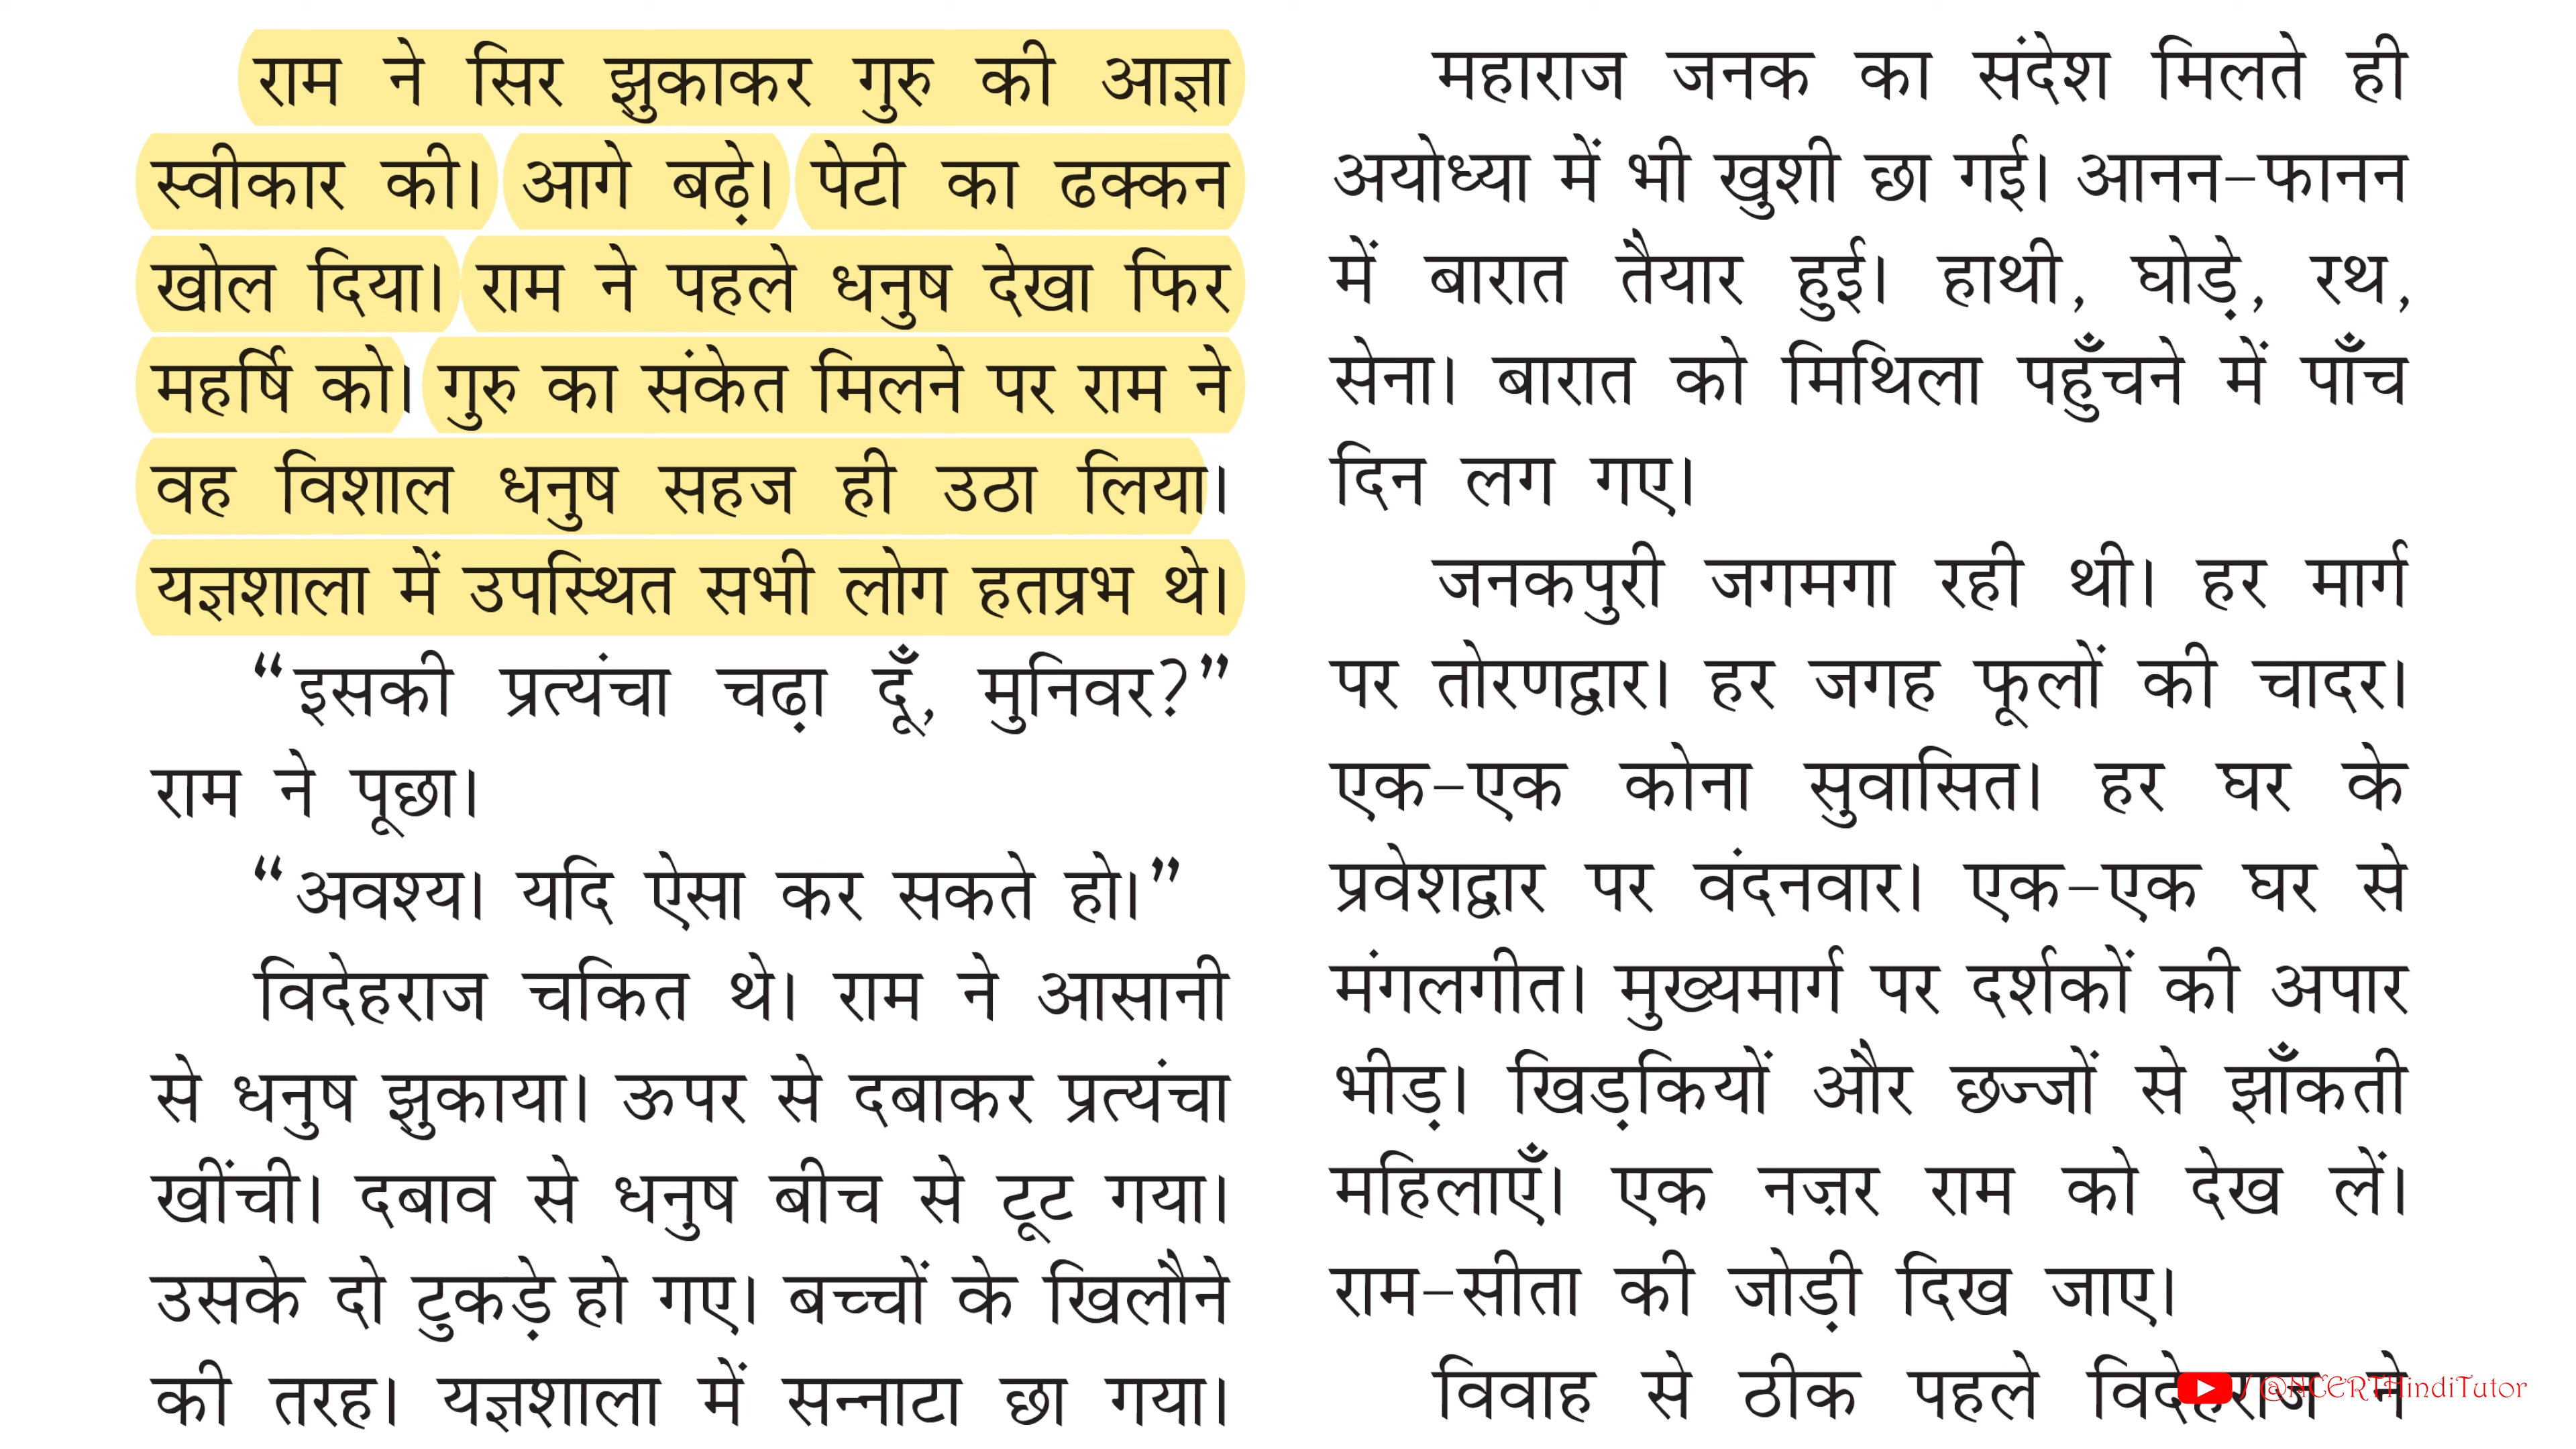 राम ने सिर झुकाकर गुरु की आज्ञा
स्वीकार की। आगे बढ़े। पेटी का ढक्कन
खोल दिया। राम ने पहले धनुष देखा फिर
महर्षि को। गुरु का संकेत मिलने पर राम ने
वह विशाल धनुष सहज ही उठा लिया।
यज्ञशाला में उपस्थित सभी लोग हतप्रभ थे।
“इसकी प्रत्यंचा चढ़ा दूँ, मुनिवर?”
राम ने पूछा।
“अवश्य। यदि ऐसा कर सकते हो।”
विदेहराज चकित थे। राम ने आसानी
से धनुष झुकाया। ऊपर से दबाकर प्रत्यंचा
खींची। दबाव से धनुष बीच से टूट गया।
उसके दो टुकड़े हो गए। बच्चों के खिलौने
की तरह। यज्ञशाला में सन्नाटा छा गया।
महाराज जनक का संदेश मिलते ही
अयोध्या में भी खुशी छा गई। आनन-फानन
में बारात तैयार हुई। हाथी, घोड़े, रथ,
सेना। बारात को मिथिला पहुँचने में पाँच
दिन लग गए।
जनकपुरी जगमगा रही थी। हर मार्ग
पर तोरणद्वार। हर जगह फूलों की चादर।
एक-एक कोना सुवासित। हर घर के
प्रवेशद्वार पर वंदनवार। एक-एक घर से
मंगलगीत। मुख्यमार्ग पर दर्शकों की अपार
भीड़। खिड़कियों और छज्जों से झाँकती
महिलाएँ। एक नज़र राम को देख लें।
राम-सीता की जोड़ी दिख जाए।
विवाह से ठीक पहले विदेहराज ने
/ @NCERTHindiTutor